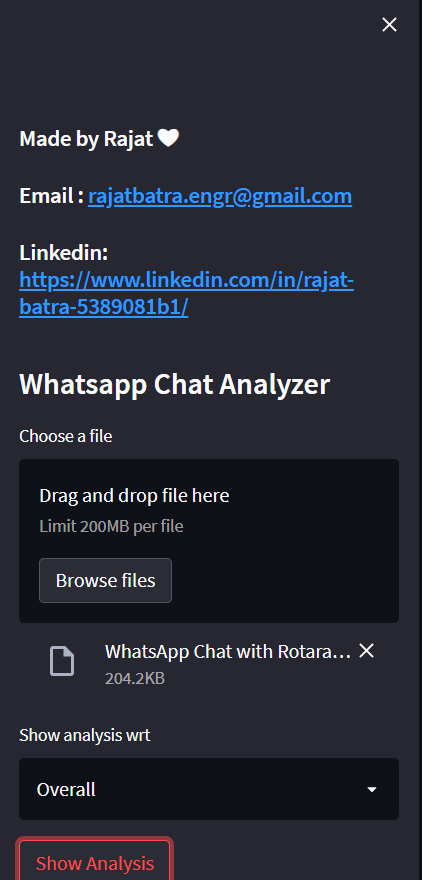 Made by Rajat 🤍
Email : rajatbatra.engr@gmail.com
Linkedin:
https://www.linkedin.com/in/rajat-
batra-5389081b1/
Whatsapp Chat Analyzer
Choose a file
Drag and drop file here
Limit 200MB per file
Browse files
WhatsApp Chat with Rotara...
204.2KB
Show analysis wrt
Overall
Show Analysis